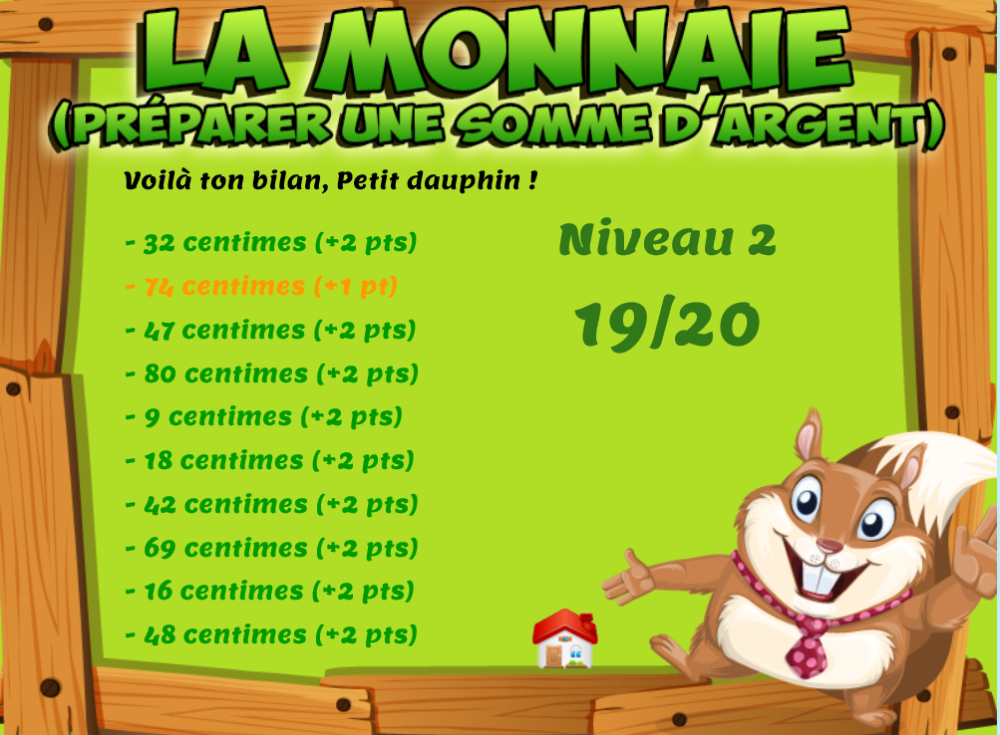 LA MONNAIE
(PRÉPARER UNE SOMME D'ARGENT)
Voilà ton bilan, Petit dauphin !
- 32 centimes (+2 pts)
- 74 centimes (+1 pt)
- 47 centimes (+2 pts)
- 80 centimes (+2 pts)
- 9 centimes (+2 pts)
- 18 centimes (+2 pts)
- 42 centimes (+2 pts)
- 69 centimes (+2 pts)
- 16 centimes (+2 pts)
- 48 centimes (+2 pts)
Niveau 2
19/20